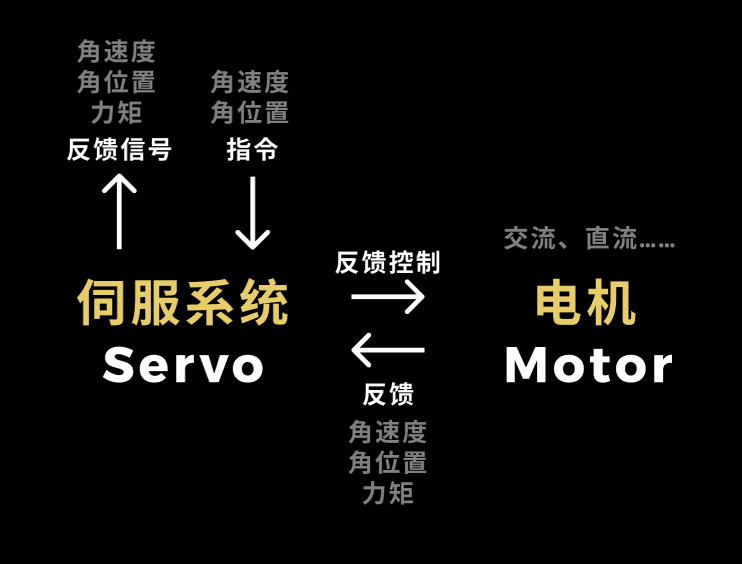 角速度
角位置
力矩
反馈信号
角速度
角位置
指令
交流、直流……
反馈控制
伺服系统
Servo
电机
Motor
反馈
角速度
角位置
力矩